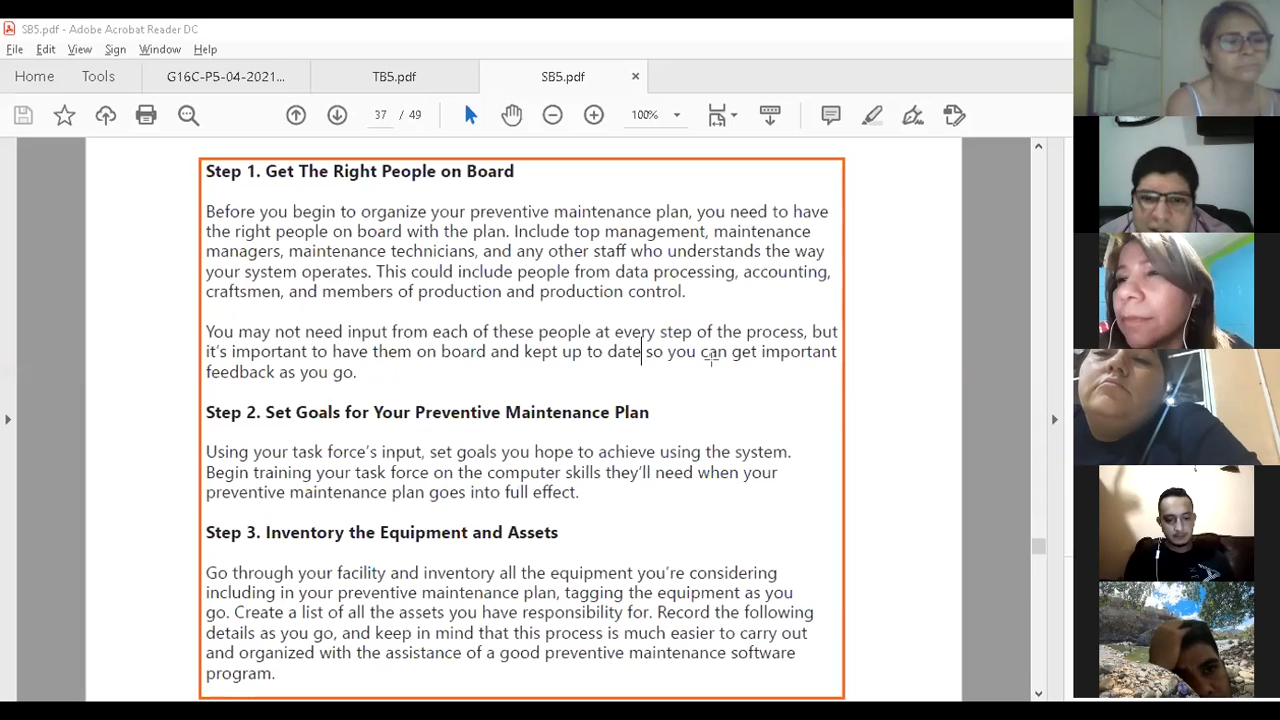 SB5.pdf - Adobe Acrobat Reader DC
File Edit View Sign Window Help
Home Tools G16C-P5-04-2021... TB5.pdf SB5.pdf ×
37 / 49 100%
Step 1. Get The Right People on Board
Before you begin to organize your preventive maintenance plan, you need to have
the right people on board with the plan. Include top management, maintenance
managers, maintenance technicians, and any other staff who understands the way
your system operates. This could include people from data processing, accounting,
craftsmen, and members of production and production control.
You may not need input from each of these people at every step of the process, but
it's important to have them on board and kept up to date so you can get important
feedback as you go.
Step 2. Set Goals for Your Preventive Maintenance Plan
Using your task force's input, set goals you hope to achieve using the system.
Begin training your task force on the computer skills they'll need when your
preventive maintenance plan goes into full effect.
Step 3. Inventory the Equipment and Assets
Go through your facility and inventory all the equipment you're considering
including in your preventive maintenance plan, tagging the equipment as you
go. Create a list of all the assets you have responsibility for. Record the following
details as you go, and keep in mind that this process is much easier to carry out
and organized with the assistance of a good preventive maintenance software
program.